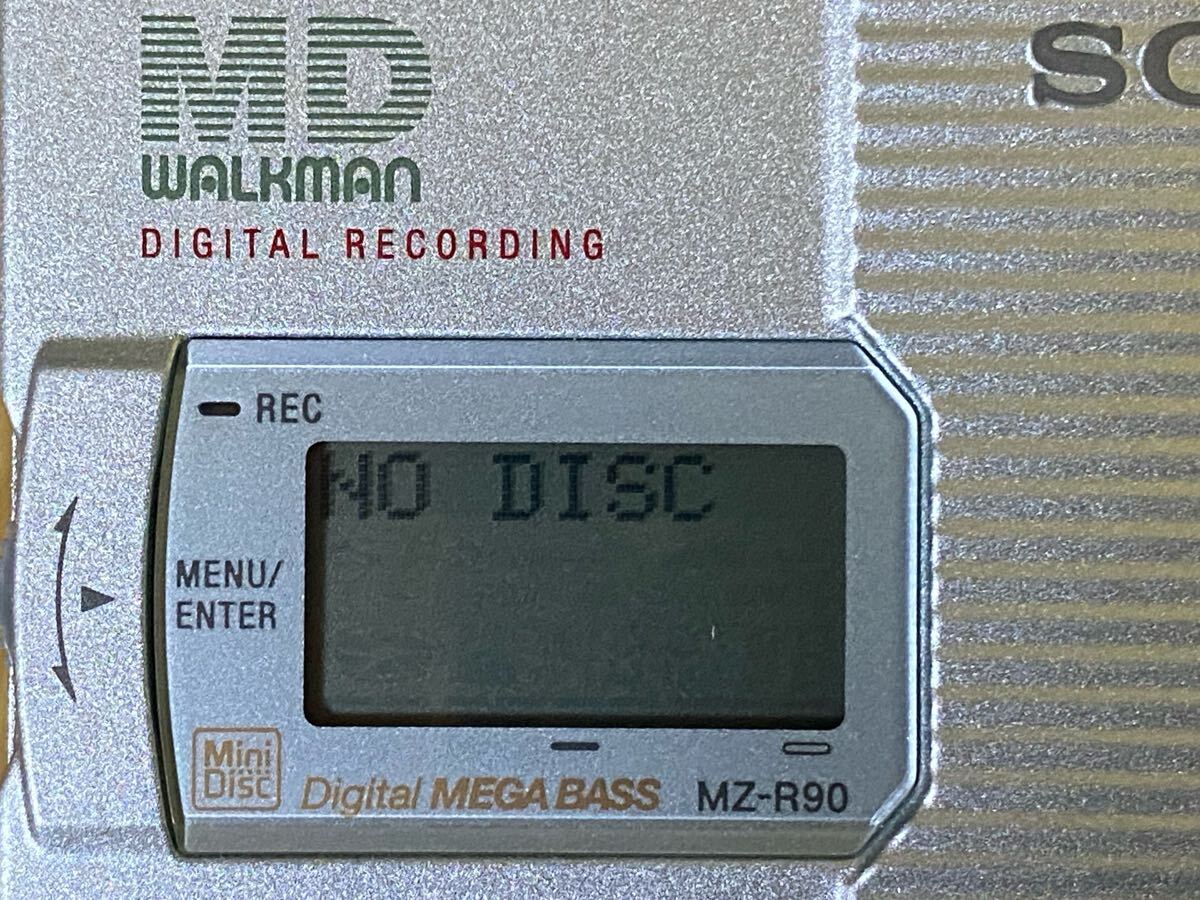 MD
WALKMAN
DIGITAL RECORDING
SO
REC
NO DISC
MENU/
ENTER
Mini
Disc
Digital MEGA BASS
MZ-R90